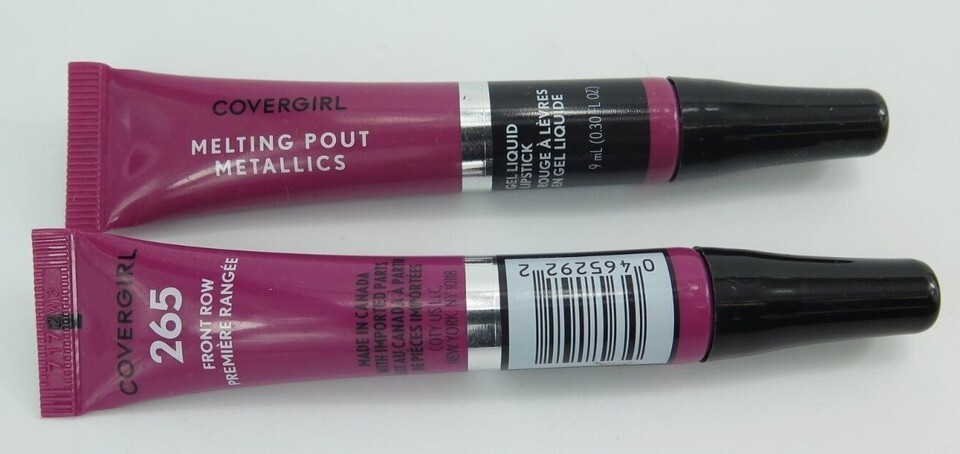 COVERGIRL
MELTING POUT
METALLICS
GEL LIQUID
LIPSTICK
ROUGE À LÈVRES
EN GEL LIQUIDE
9 mL (0.30 FL OZ)
COVERGIRL
265
FRONT ROW
PREMIÈRE RANGÉE
MADE IN CANADA
WITH IMPORTED PARTS
AU CANADA À PARTIR
DE PIÈCES IMPORTÉES
COTY US LLC
NEW YORK, NY 10118
0 465292 2